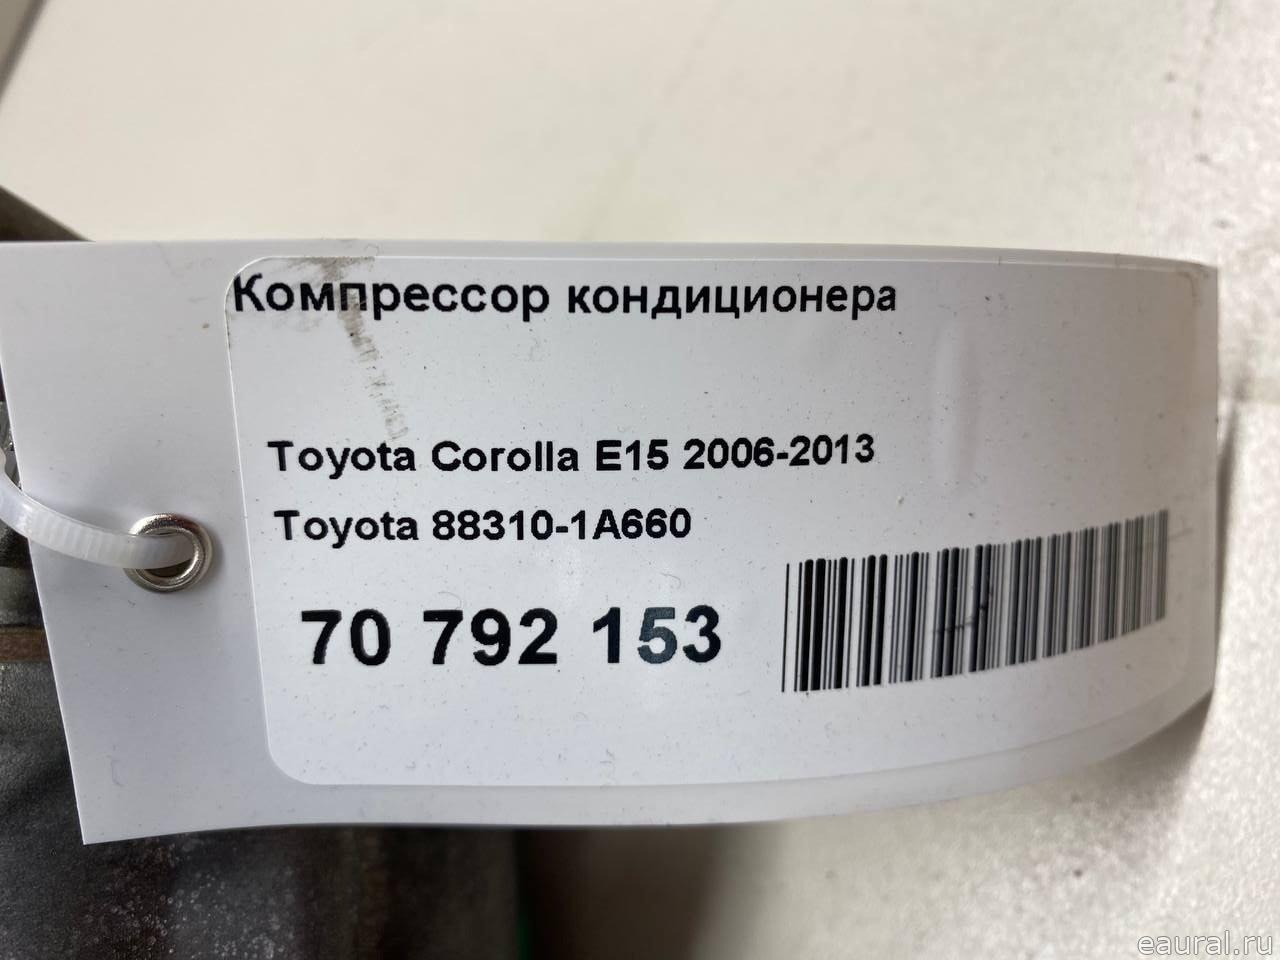 Компрессор кондиционера
Toyota Corolla E15 2006-2013
Toyota 88310-1A660
70 792 153
eaural.ru